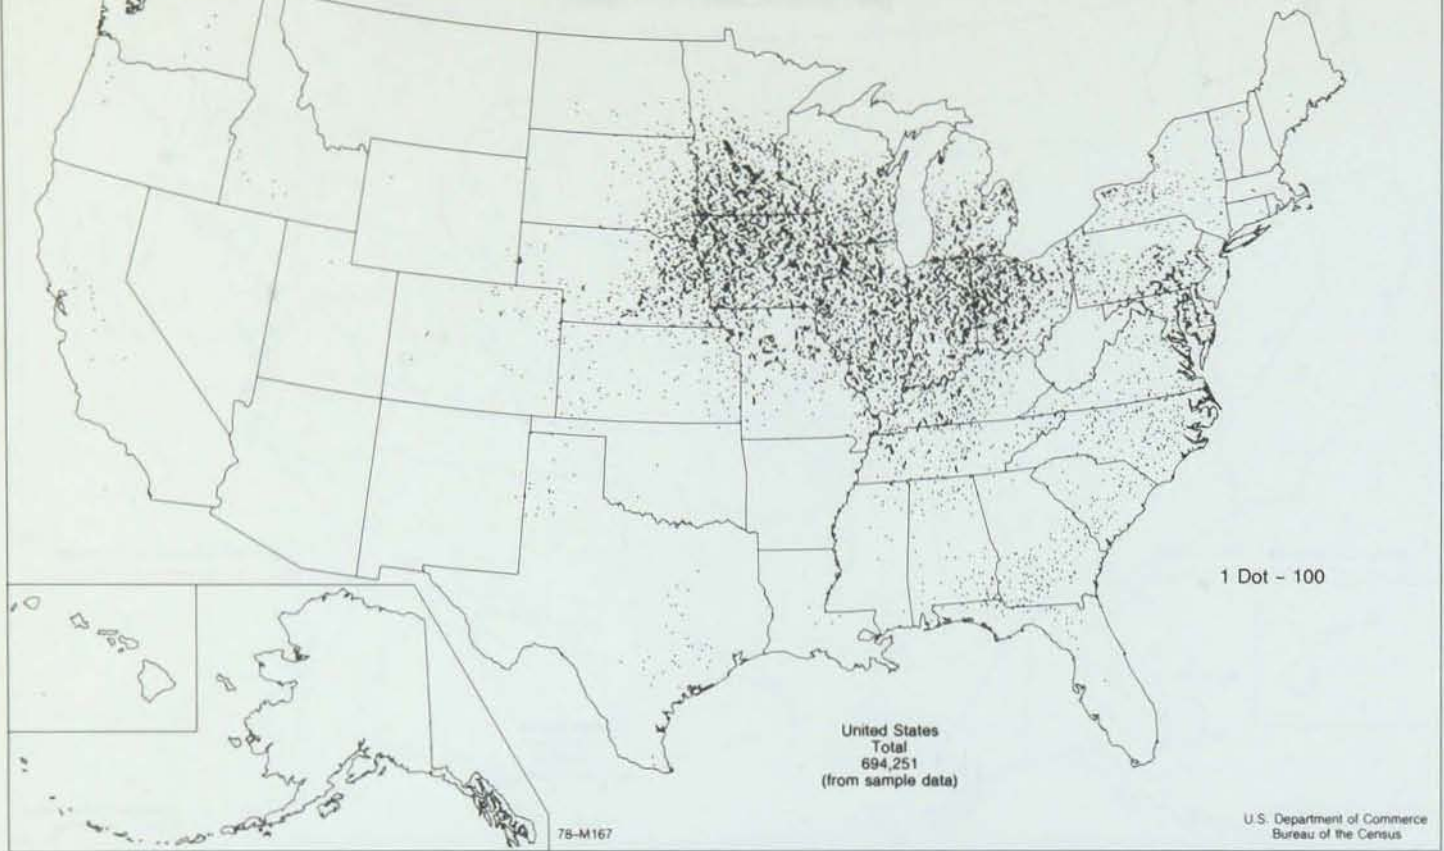 1 Dot – 100
United States
Total
694,251
(from sample data)
78–M167
U.S. Department of Commerce
Bureau of the Census